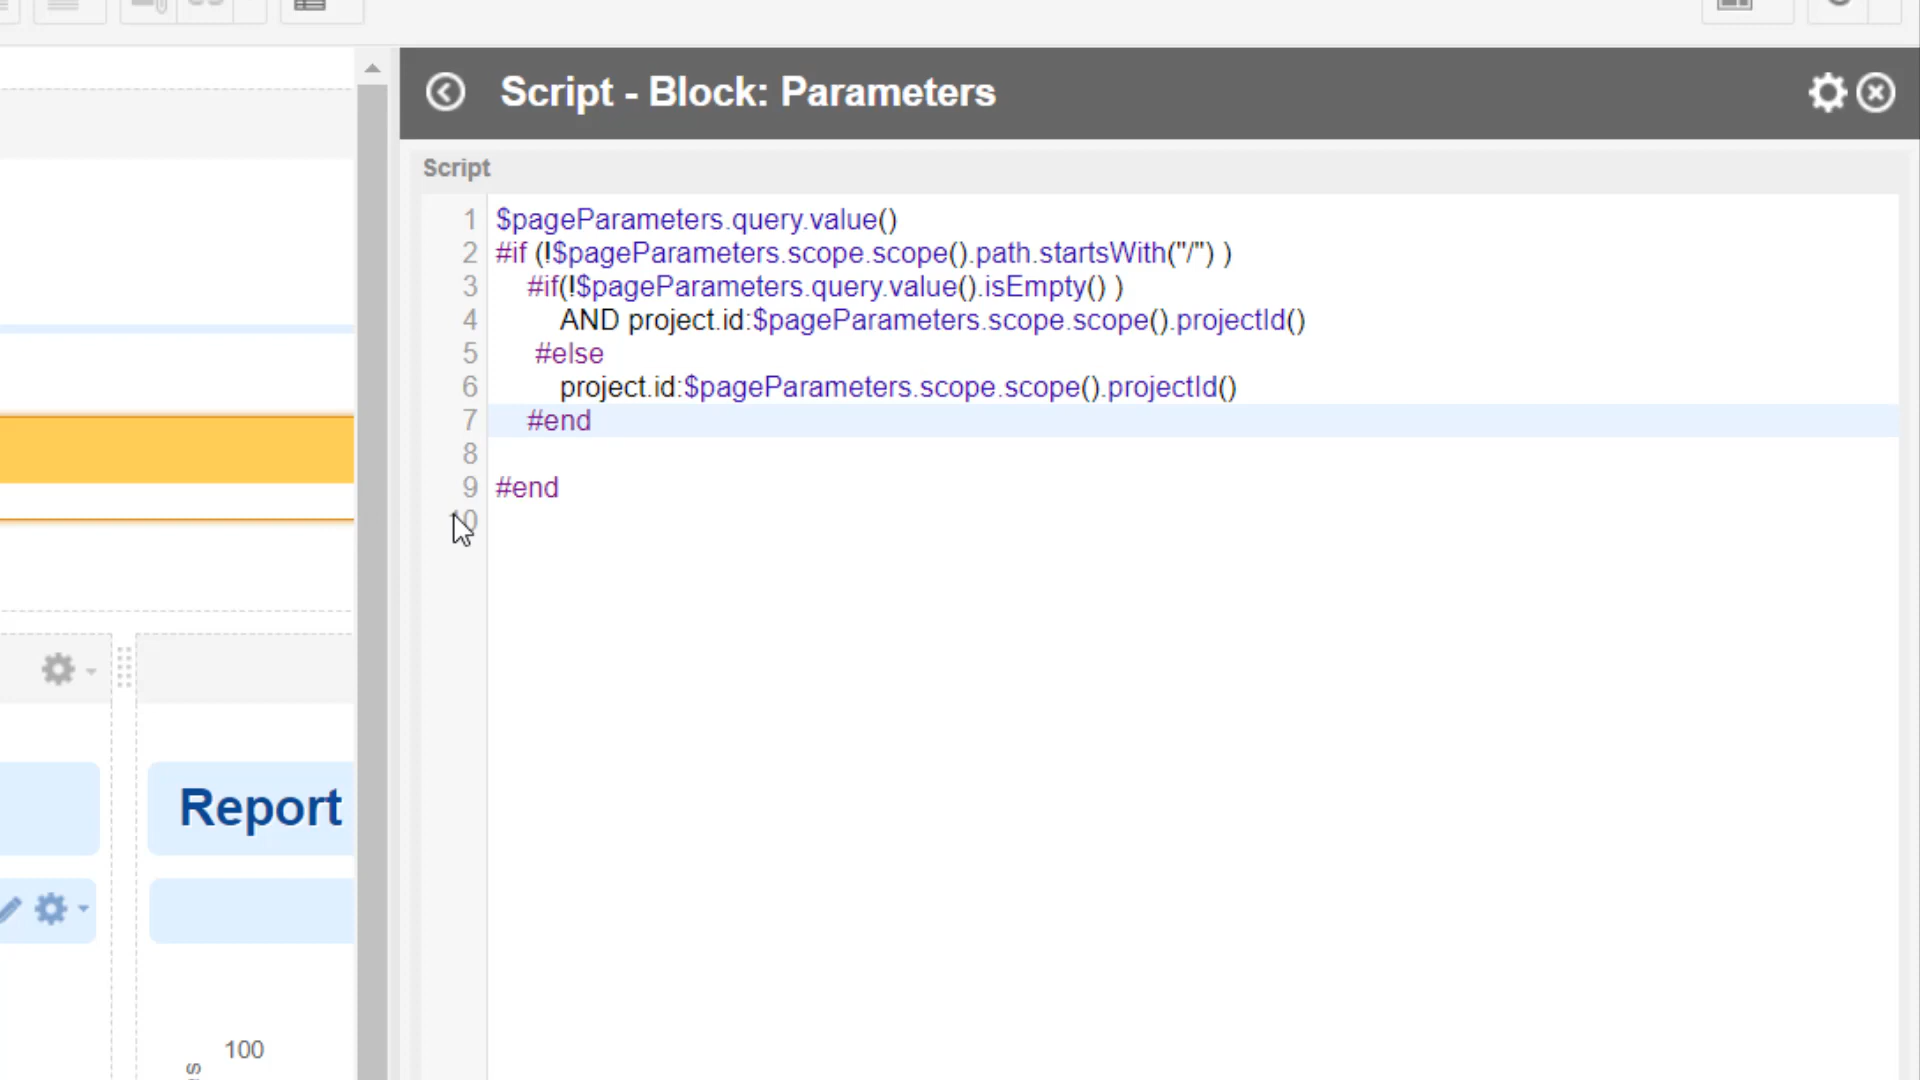 Script - Block: Parameters
Script
1 $pageParameters.query.value()
2 #if (!$pageParameters.scope.scope().path.startsWith("/") )
3 #if(!$pageParameters.query.value().isEmpty() )
4 AND project.id:$pageParameters.scope.scope().projectId()
5 #else
6 project.id:$pageParameters.scope.scope().projectId()
7 #end
8
9 #end
10
Report
100